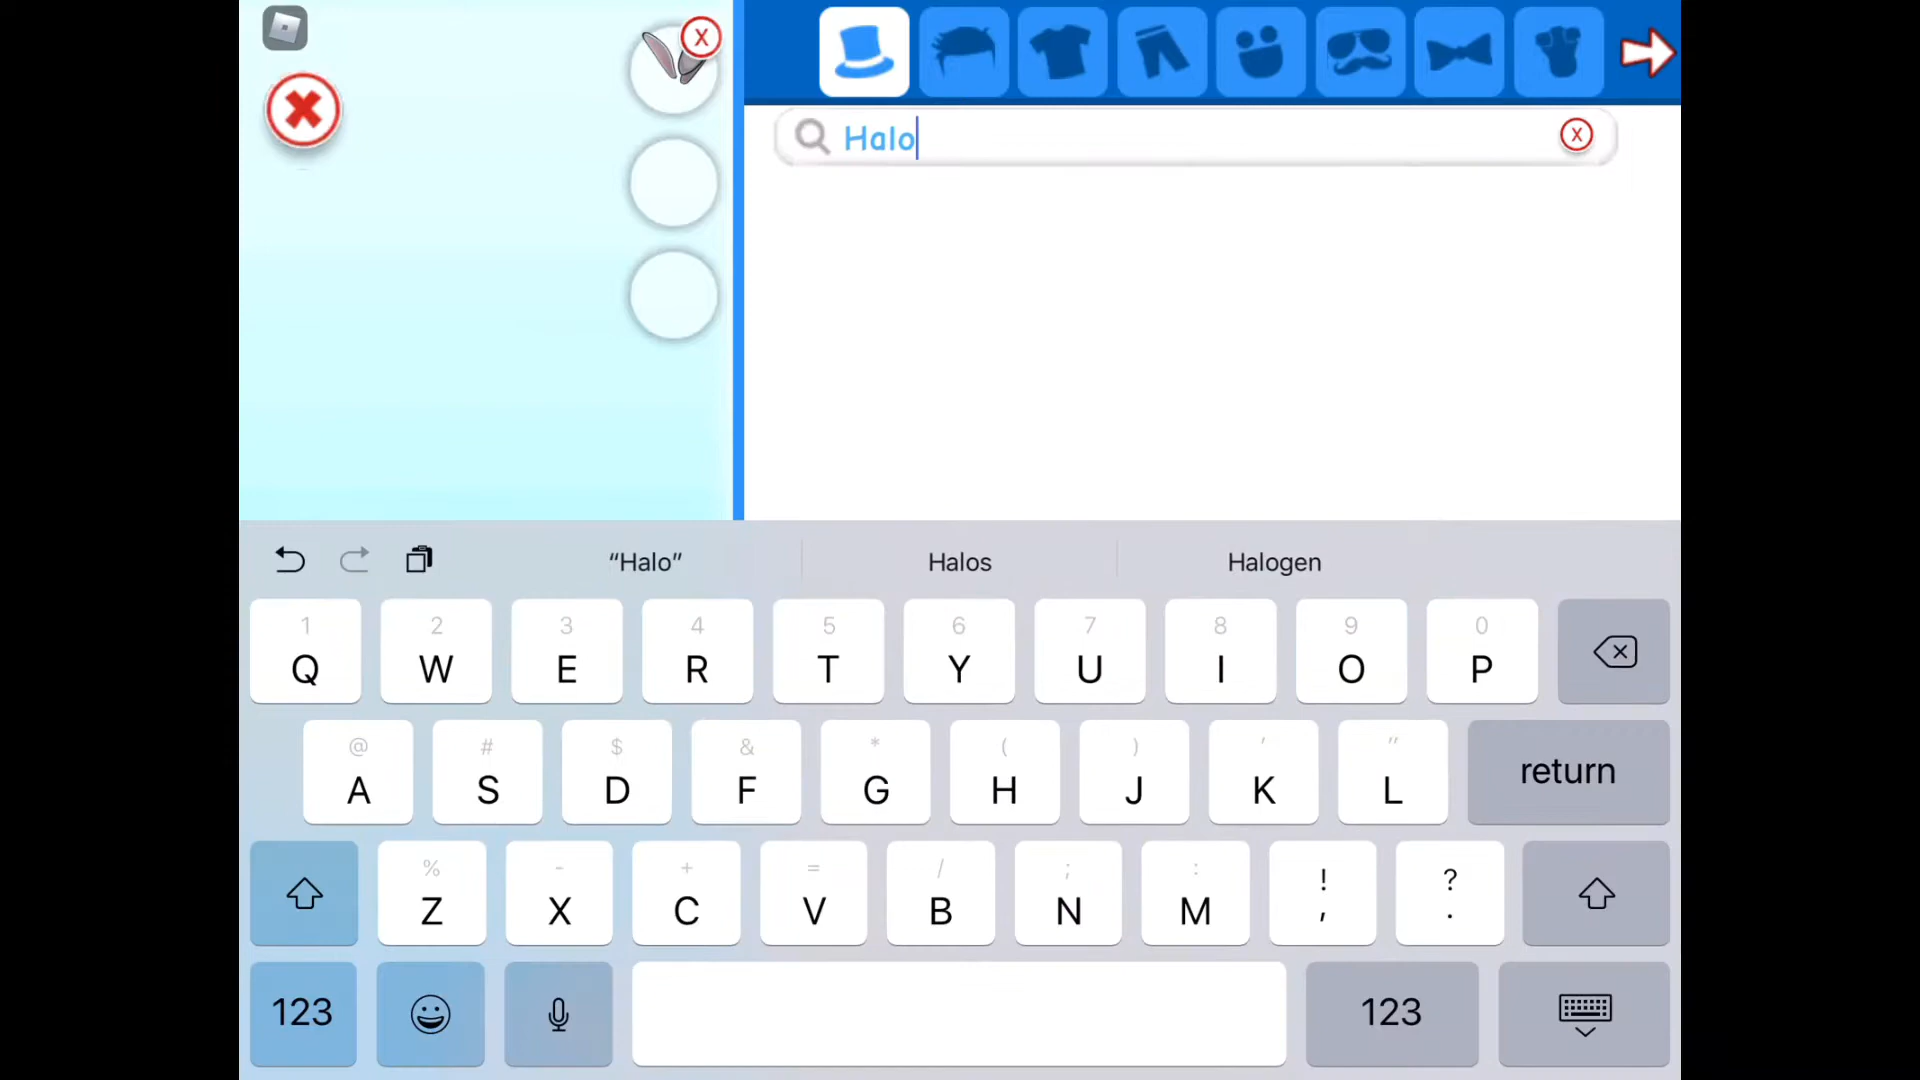 X
Halo X
“Halo” Halos Halogen
1 2 3 4 5 6 7 8 9 0
Q W E R T Y U I O P
@ # $ & * ( ) ' "
A S D F G H J K L return
% - + = / ; : ! ?
Z X C V B N M , .
123 123